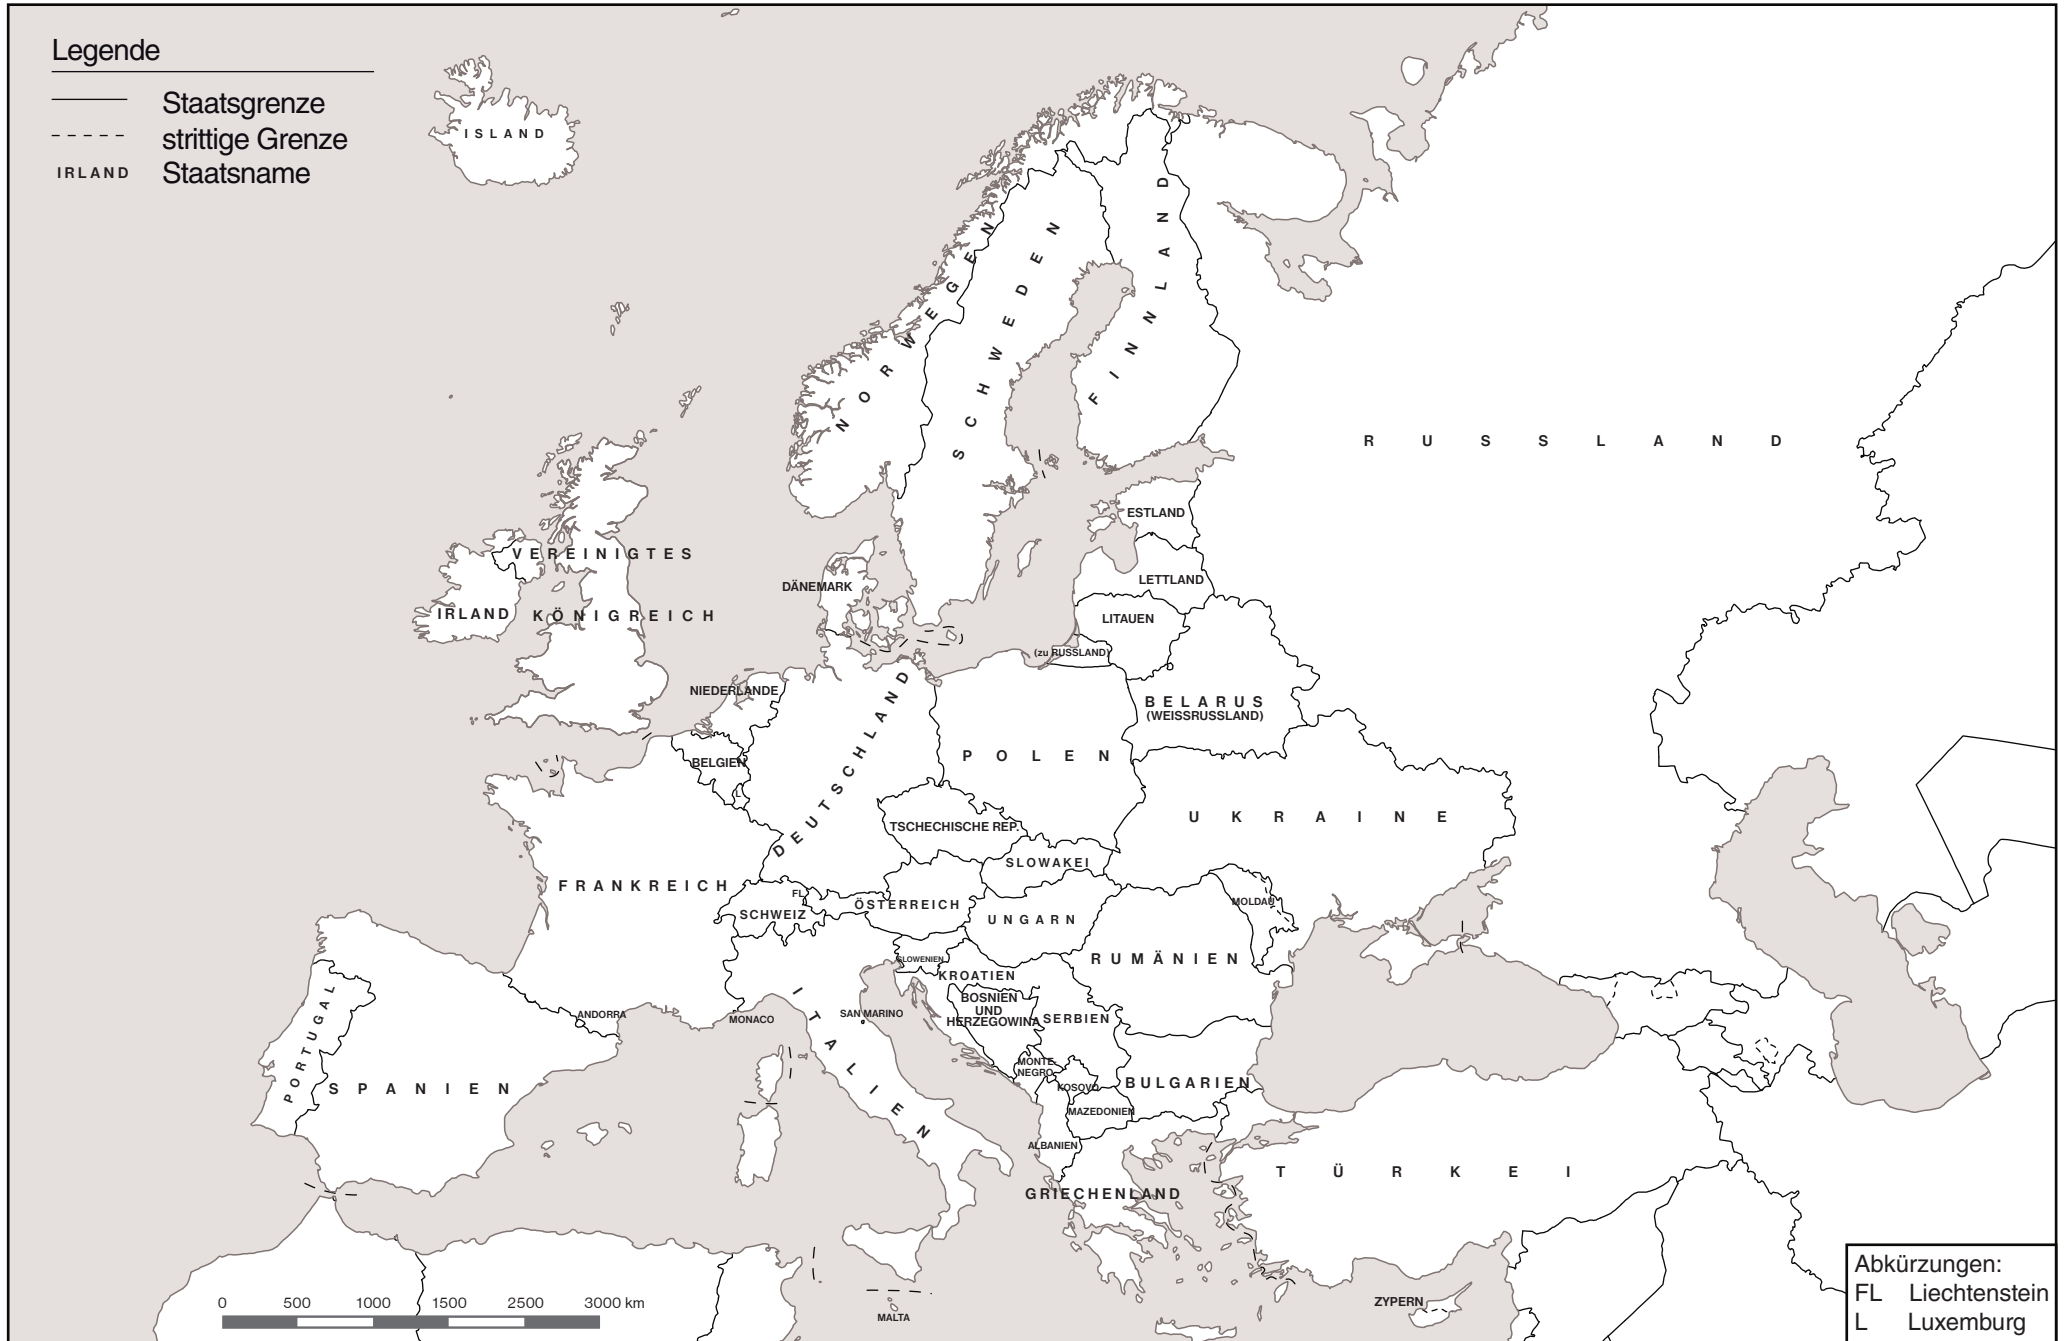 Legende
Staatsgrenze
strittige Grenze
IRLAND Staatsname
ISLAND
NORWEGEN
SCHWEDEN
FINNLAND
RUSSLAND
ESTLAND
LETTLAND
LITAUEN
(zu RUSSLAND)
DÄNEMARK
VEREINIGTES
KÖNIGREICH
IRLAND
NIEDERLANDE
BELGIEN
L
DEUTSCHLAND
POLEN
BELARUS
(WEISSRUSSLAND)
UKRAINE
TSCHECHISCHE REP.
SLOWAKEI
FRANKREICH
FL
SCHWEIZ
ÖSTERREICH
UNGARN
MOLDAU
RUMÄNIEN
SLOWENIEN
KROATIEN
BOSNIEN
UND
HERZEGOWINA
SERBIEN
PORTUGAL
SPANIEN
ANDORRA
MONACO
SAN MARINO
ITALIEN
MONTE-
NEGRO
KOSOVO
BULGARIEN
MAZEDONIEN
ALBANIEN
GRIECHENLAND
TÜRKEI
ZYPERN
MALTA
0 500 1000 1500 2500 3000 km
Abkürzungen:
FL Liechtenstein
L Luxemburg